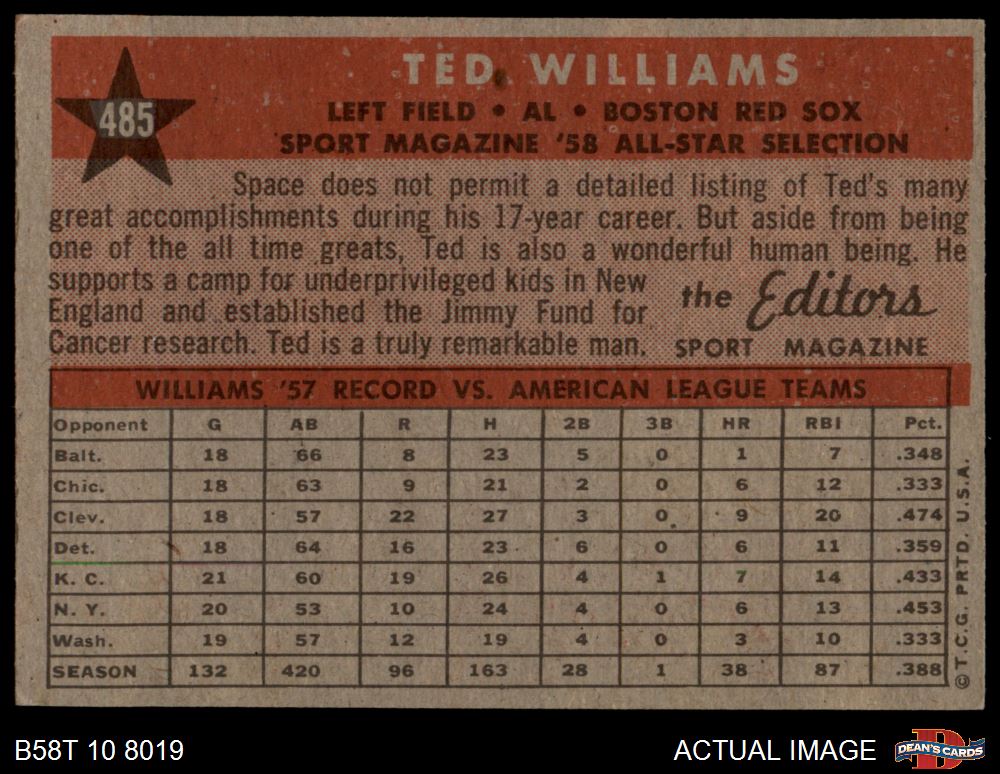 TED WILLIAMS
485
LEFT FIELD • AL • BOSTON RED SOX
SPORT MAGAZINE '58 ALL-STAR SELECTION
Space does not permit a detailed listing of Ted's many
great accomplishments during his 17-year career. But aside from being
one of the all time greats, Ted is also a wonderful human being. He
supports a camp for underprivileged kids in New
England and established the Jimmy Fund for
Cancer research. Ted is a truly remarkable man.
the Editors
SPORT MAGAZINE
WILLIAMS '57 RECORD VS. AMERICAN LEAGUE TEAMS
Opponent G AB R H 2B 3B HR RBI Pct.
Balt. 18 66 8 23 5 0 1 7 .348
Chic. 18 63 9 21 2 0 6 12 .333
Clev. 18 57 22 27 3 0 9 20 .474
Det. 18 64 16 23 6 0 6 11 .359
K. C. 21 60 19 26 4 1 7 14 .433
N. Y. 20 53 10 24 4 0 6 13 .453
Wash. 19 57 12 19 4 0 3 10 .333
SEASON 132 420 96 163 28 1 38 87 .388
©T.C.G. PRTD. U.S.A.
B58T 10 8019
ACTUAL IMAGE
D
DEAN'S CARDS